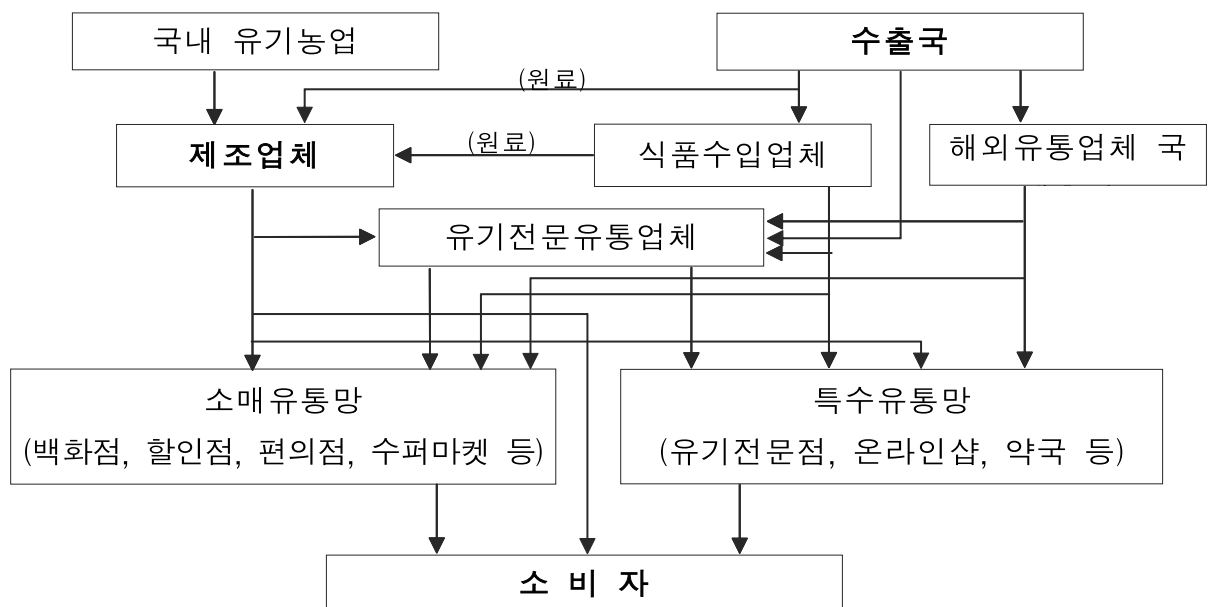 국내 유기농업
수출국
(원료)
제조업체
(원료)
식품수입업체
해외유통업체 국
유기전문유통업체
소매유통망
(백화점, 할인점, 편의점, 수퍼마켓 등)
특수유통망
(유기전문점, 온라인샵, 약국 등)
소 비 자